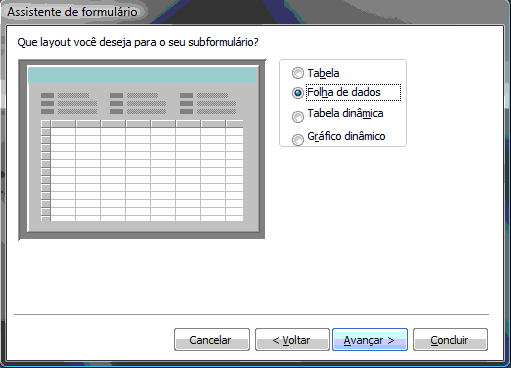 Assistente de formulário
Que layout você deseja para o seu subformulário?
Tabela
Folha de dados
Tabela dinâmica
Gráfico dinâmico
Cancelar
< Voltar
Avançar >
Concluir